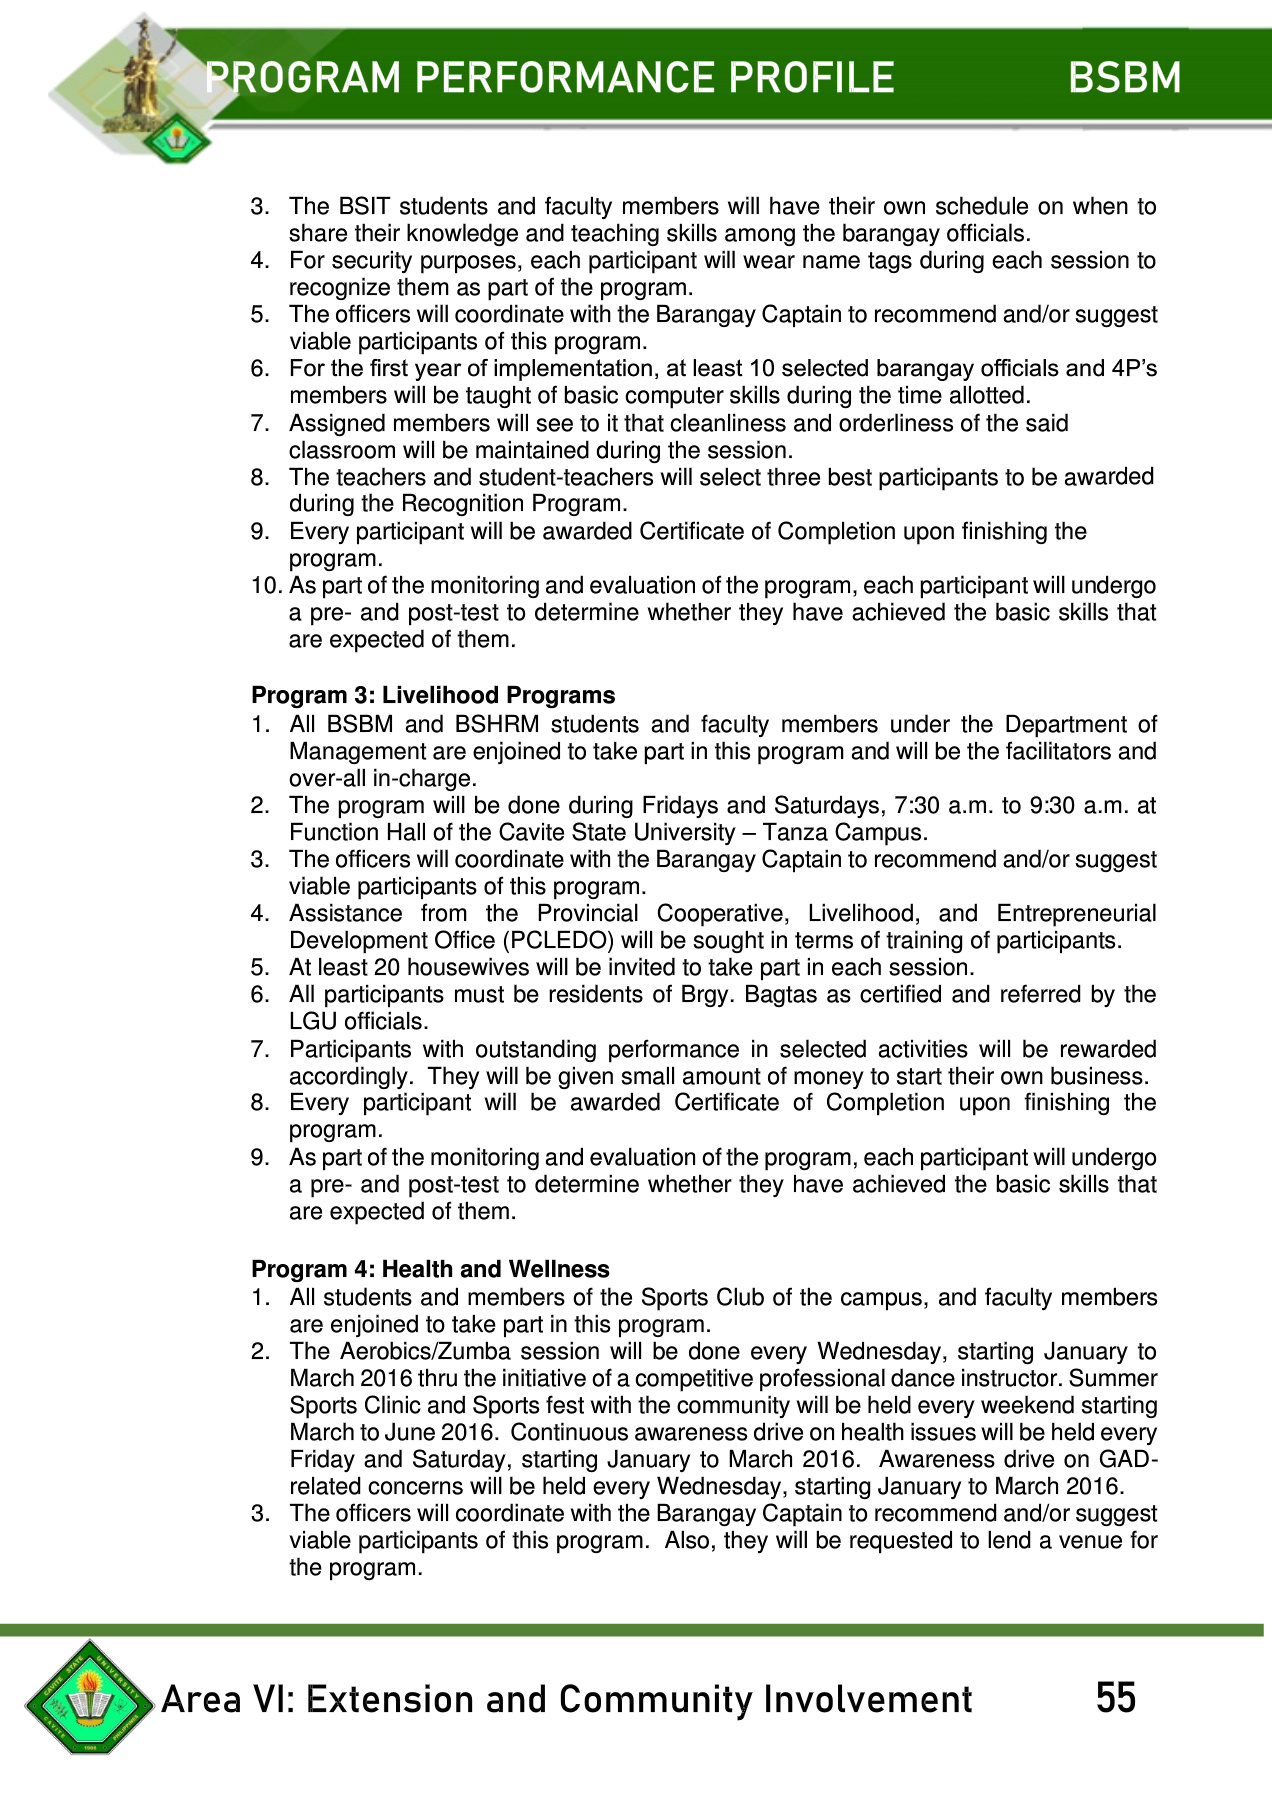 PROGRAM PERFORMANCE PROFILE BSBM
3. The BSIT students and faculty members will have their own schedule on when to
share their knowledge and teaching skills among the barangay officials.
4. For security purposes, each participant will wear name tags during each session to
recognize them as part of the program.
5. The officers will coordinate with the Barangay Captain to recommend and/or suggest
viable participants of this program.
6. For the first year of implementation, at least 10 selected barangay officials and 4P’s
members will be taught of basic computer skills during the time allotted.
7. Assigned members will see to it that cleanliness and orderliness of the said
classroom will be maintained during the session.
8. The teachers and student-teachers will select three best participants to be awarded
during the Recognition Program.
9. Every participant will be awarded Certificate of Completion upon finishing the
program.
10. As part of the monitoring and evaluation of the program, each participant will undergo
a pre- and post-test to determine whether they have achieved the basic skills that
are expected of them.
Program 3: Livelihood Programs
1. All BSBM and BSHRM students and faculty members under the Department of
Management are enjoined to take part in this program and will be the facilitators and
over-all in-charge.
2. The program will be done during Fridays and Saturdays, 7:30 a.m. to 9:30 a.m. at
Function Hall of the Cavite State University – Tanza Campus.
3. The officers will coordinate with the Barangay Captain to recommend and/or suggest
viable participants of this program.
4. Assistance from the Provincial Cooperative, Livelihood, and Entrepreneurial
Development Office (PCLEDO) will be sought in terms of training of participants.
5. At least 20 housewives will be invited to take part in each session.
6. All participants must be residents of Brgy. Bagtas as certified and referred by the
LGU officials.
7. Participants with outstanding performance in selected activities will be rewarded
accordingly. They will be given small amount of money to start their own business.
8. Every participant will be awarded Certificate of Completion upon finishing the
program.
9. As part of the monitoring and evaluation of the program, each participant will undergo
a pre- and post-test to determine whether they have achieved the basic skills that
are expected of them.
Program 4: Health and Wellness
1. All students and members of the Sports Club of the campus, and faculty members
are enjoined to take part in this program.
2. The Aerobics/Zumba session will be done every Wednesday, starting January to
March 2016 thru the initiative of a competitive professional dance instructor. Summer
Sports Clinic and Sports fest with the community will be held every weekend starting
March to June 2016. Continuous awareness drive on health issues will be held every
Friday and Saturday, starting January to March 2016. Awareness drive on GAD-
related concerns will be held every Wednesday, starting January to March 2016.
3. The officers will coordinate with the Barangay Captain to recommend and/or suggest
viable participants of this program. Also, they will be requested to lend a venue for
the program.
CAVITE STATE UNIVERSITY
CAVITE PHILIPPINES
1906
Area VI: Extension and Community Involvement 55